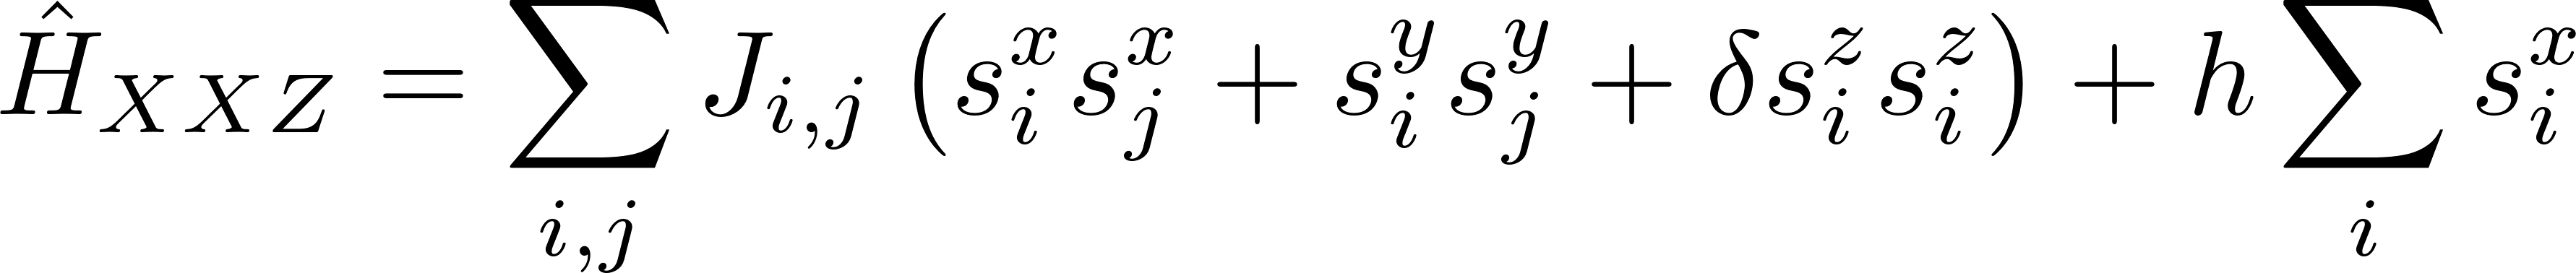 \hat{H}_{XXZ} = \sum_{i,j} J_{i,j} \left( s_i^x s_j^x + s_i^y s_j^y + \delta s_i^z s_i^z \right) + h \sum_i s_i^x